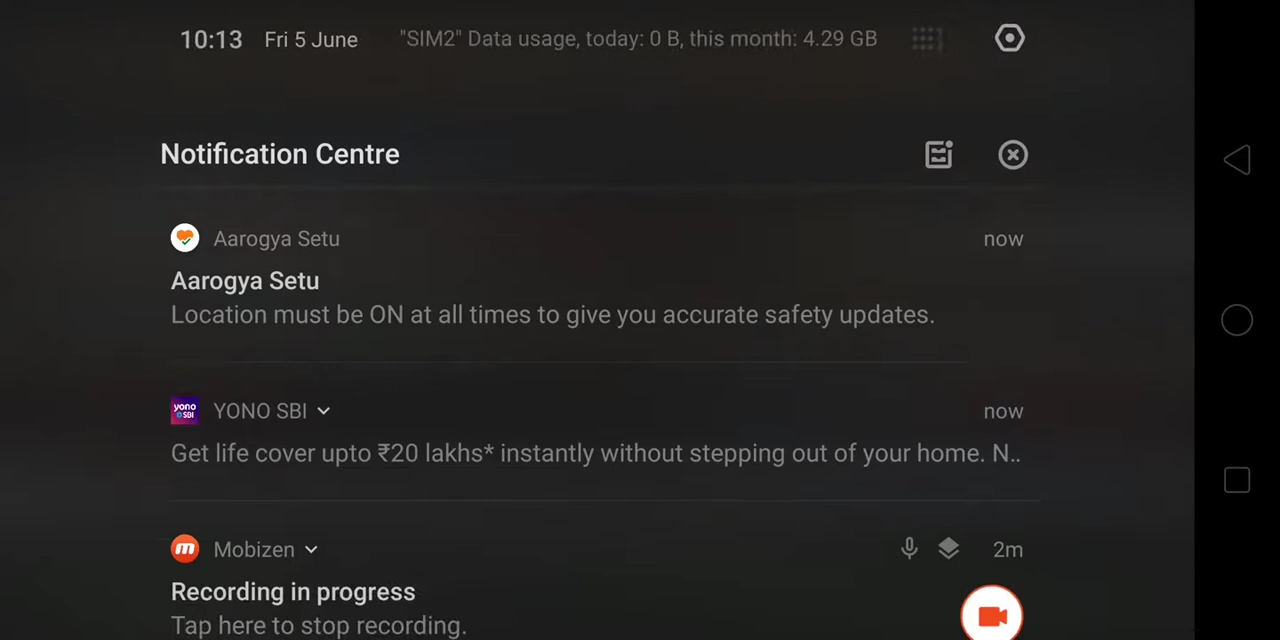 10:13 Fri 5 June "SIM2" Data usage, today: 0 B, this month: 4.29 GB
Notification Centre
Aarogya Setu now
Aarogya Setu
Location must be ON at all times to give you accurate safety updates.
yono
SBI
YONO SBI now
Get life cover upto ₹20 lakhs* instantly without stepping out of your home. N..
m
Mobizen 2m
Recording in progress
Tap here to stop recording.